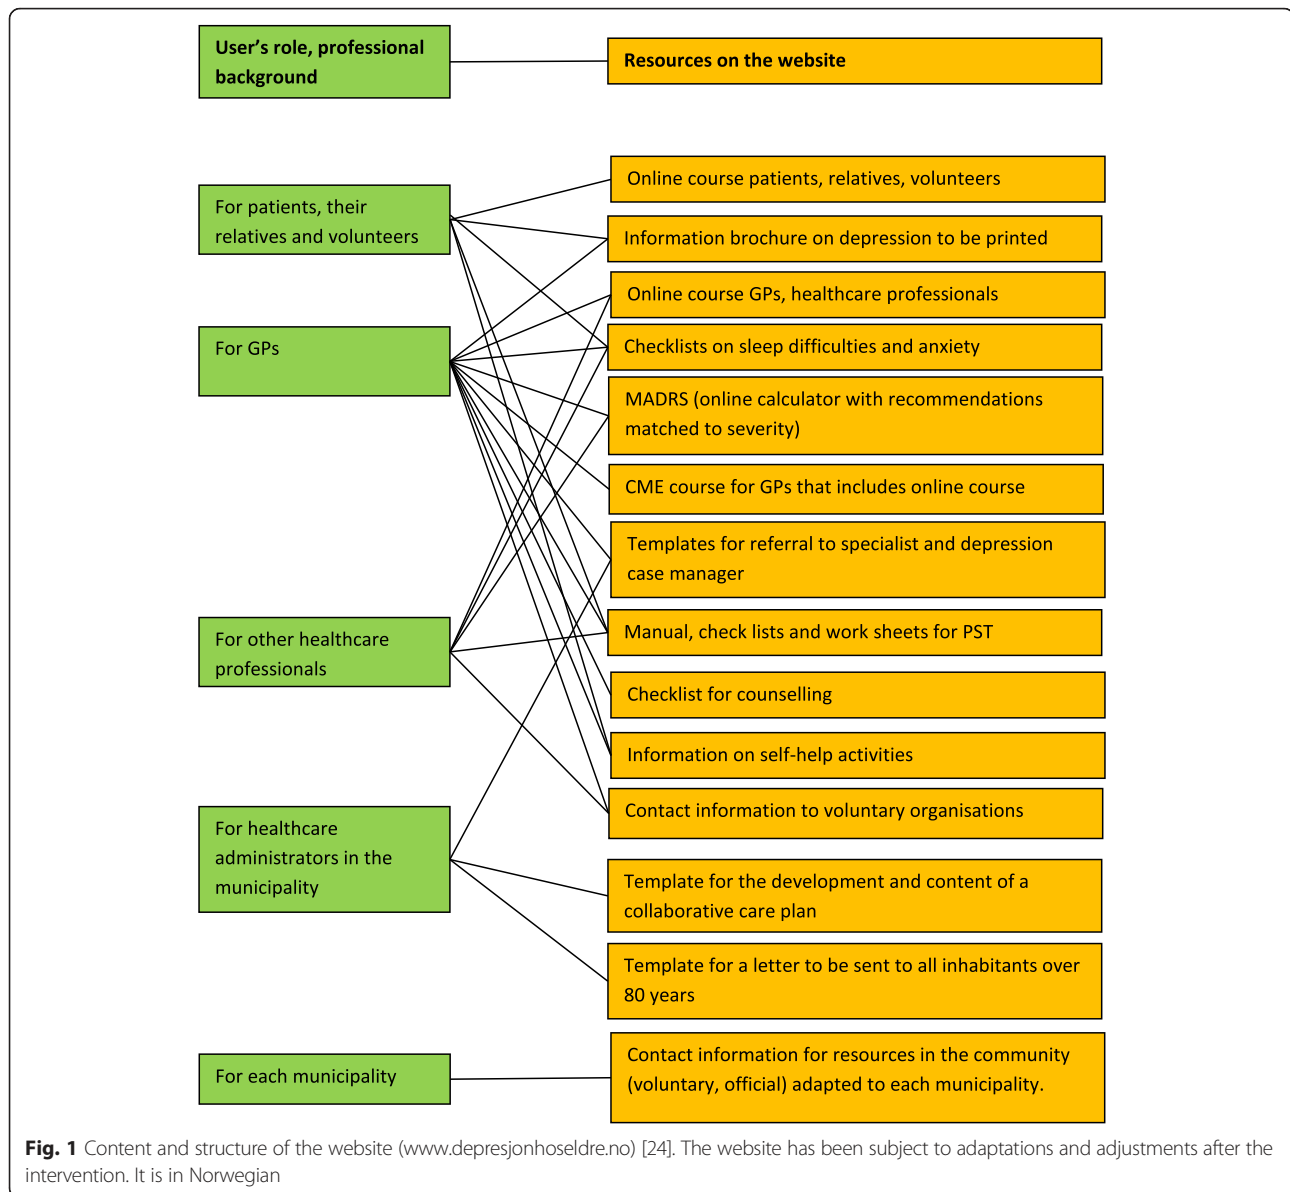 User’s role, professional
background
Resources on the website
For patients, their
relatives and volunteers
For GPs
For other healthcare
professionals
For healthcare
administrators in the
municipality
For each municipality
Online course patients, relatives, volunteers
Information brochure on depression to be printed
Online course GPs, healthcare professionals
Checklists on sleep difficulties and anxiety
MADRS (online calculator with recommendations
matched to severity)
CME course for GPs that includes online course
Templates for referral to specialist and depression
case manager
Manual, check lists and work sheets for PST
Checklist for counselling
Information on self-help activities
Contact information to voluntary organisations
Template for the development and content of a
collaborative care plan
Template for a letter to be sent to all inhabitants over
80 years
Contact information for resources in the community
(voluntary, official) adapted to each municipality.
Fig. 1 Content and structure of the website (www.depresjonhoseldre.no) [24]. The website has been subject to adaptations and adjustments after the
intervention. It is in Norwegian